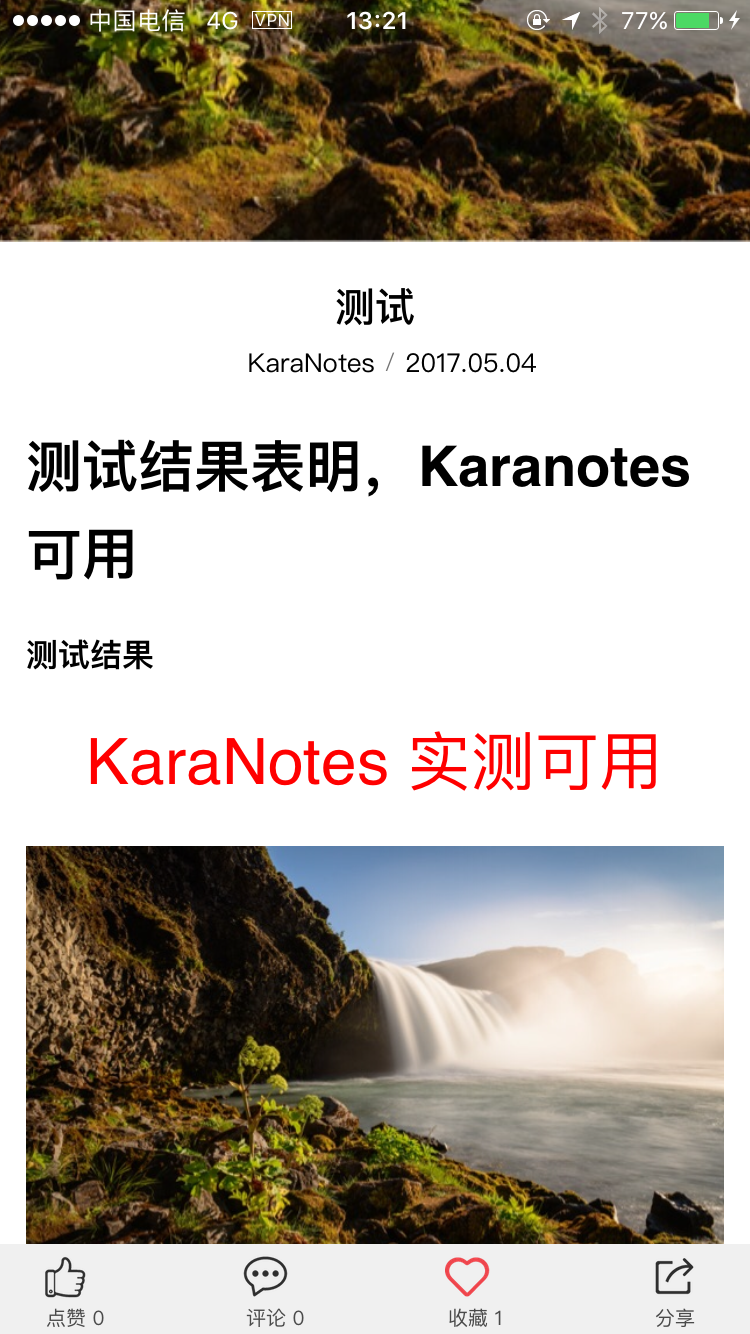 中国电信 4G VPN 13:21 77%
测试
KaraNotes / 2017.05.04
测试结果表明，Karanotes
可用
测试结果
KaraNotes 实测可用
点赞 0 评论 0 收藏 1 分享